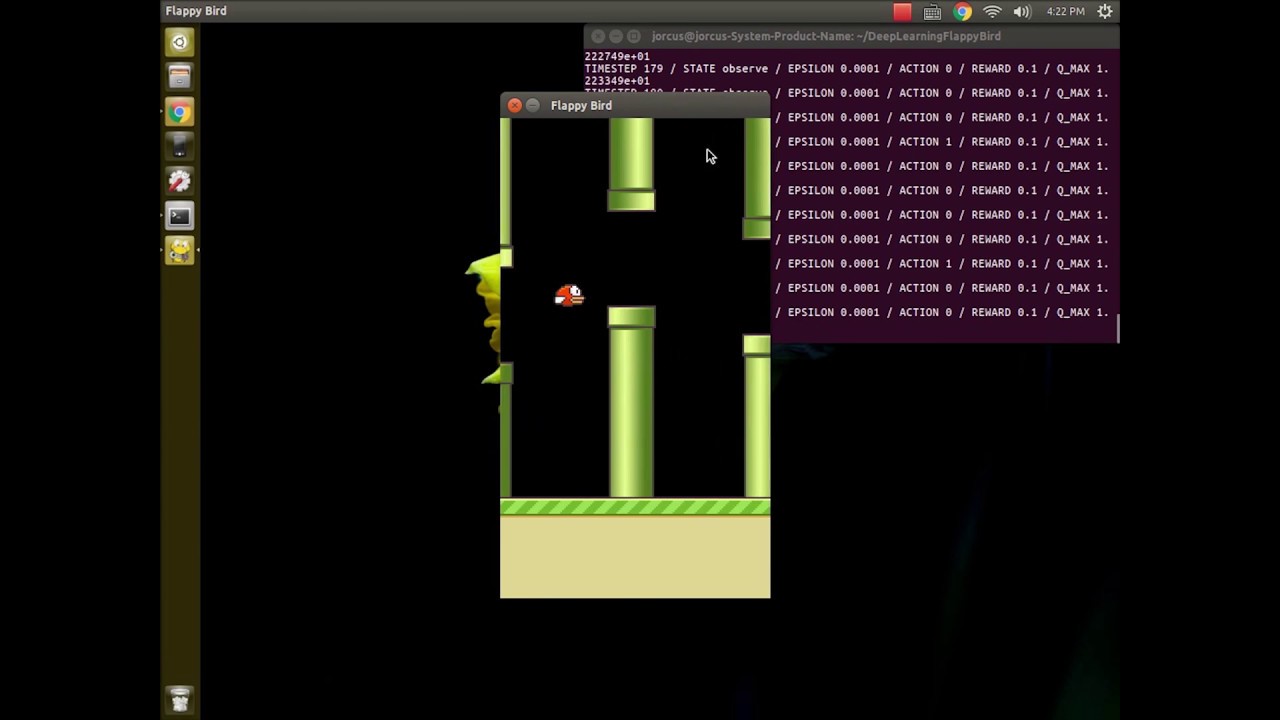 Flappy Bird
4:22 PM
jorcus@jorcus-System-Product-Name: ~/DeepLearningFlappyBird
222749e+01
TIMESTEP 179 / STATE observe / EPSILON 0.0001 / ACTION 0 / REWARD 0.1 / Q_MAX 1.
223349e+01
/ EPSILON 0.0001 / ACTION 0 / REWARD 0.1 / Q_MAX 1.
Flappy Bird
/ EPSILON 0.0001 / ACTION 0 / REWARD 0.1 / Q_MAX 1.
/ EPSILON 0.0001 / ACTION 1 / REWARD 0.1 / Q_MAX 1.
/ EPSILON 0.0001 / ACTION 0 / REWARD 0.1 / Q_MAX 1.
/ EPSILON 0.0001 / ACTION 0 / REWARD 0.1 / Q_MAX 1.
/ EPSILON 0.0001 / ACTION 0 / REWARD 0.1 / Q_MAX 1.
/ EPSILON 0.0001 / ACTION 0 / REWARD 0.1 / Q_MAX 1.
/ EPSILON 0.0001 / ACTION 1 / REWARD 0.1 / Q_MAX 1.
/ EPSILON 0.0001 / ACTION 0 / REWARD 0.1 / Q_MAX 1.
/ EPSILON 0.0001 / ACTION 0 / REWARD 0.1 / Q_MAX 1.